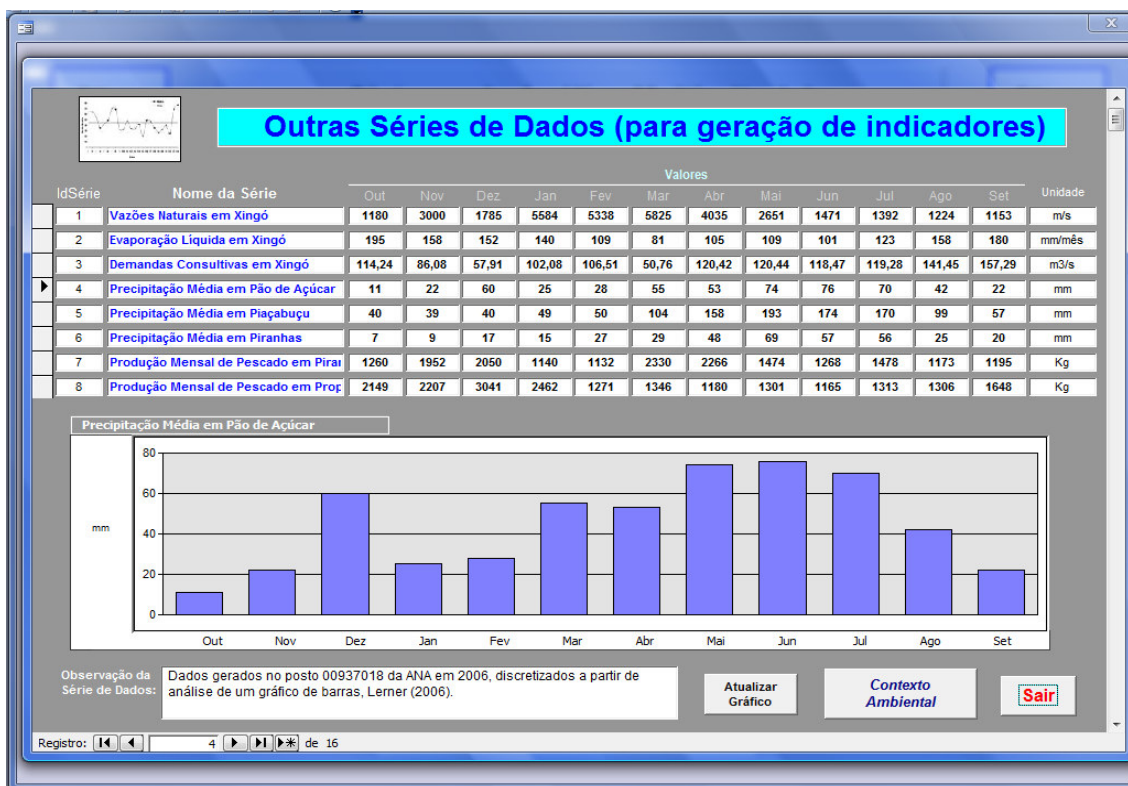 X
Outras Séries de Dados (para geração de indicadores)
Valores
IdSérie Nome da Série Out Nov Dez Jan Fev Mar Abr Mai Jun Jul Ago Set Unidade
1 Vazões Naturais em Xingó 1180 3000 1785 5584 5338 5825 4035 2651 1471 1392 1224 1153 m/s
2 Evaporação Líquida em Xingó 195 158 152 140 109 81 105 109 101 123 158 180 mm/mês
3 Demandas Consultivas em Xingó 114,24 86,08 57,91 102,08 106,51 50,76 120,42 120,44 118,47 119,28 141,45 157,29 m3/s
4 Precipitação Média em Pão de Açúcar 11 22 60 25 28 55 53 74 76 70 42 22 mm
5 Precipitação Média em Piaçabuçu 40 39 40 49 50 104 158 193 174 170 99 57 mm
6 Precipitação Média em Piranhas 7 9 17 15 27 29 48 69 57 56 25 20 mm
7 Produção Mensal de Pescado em Pirar 1260 1952 2050 1140 1132 2330 2266 1474 1268 1478 1173 1195 Kg
8 Produção Mensal de Pescado em Prop 2149 2207 3041 2462 1271 1346 1180 1301 1165 1313 1306 1648 Kg
Precipitação Média em Pão de Açúcar
80
60
mm
40
20
0
Out Nov Dez Jan Fev Mar Abr Mai Jun Jul Ago Set
Observação da
Série de Dados:
Dados gerados no posto 00937018 da ANA em 2006, discretizados a partir de
análise de um gráfico de barras, Lerner (2006).
Atualizar
Gráfico
Contexto
Ambiental
Sair
Registro: 4 de 16